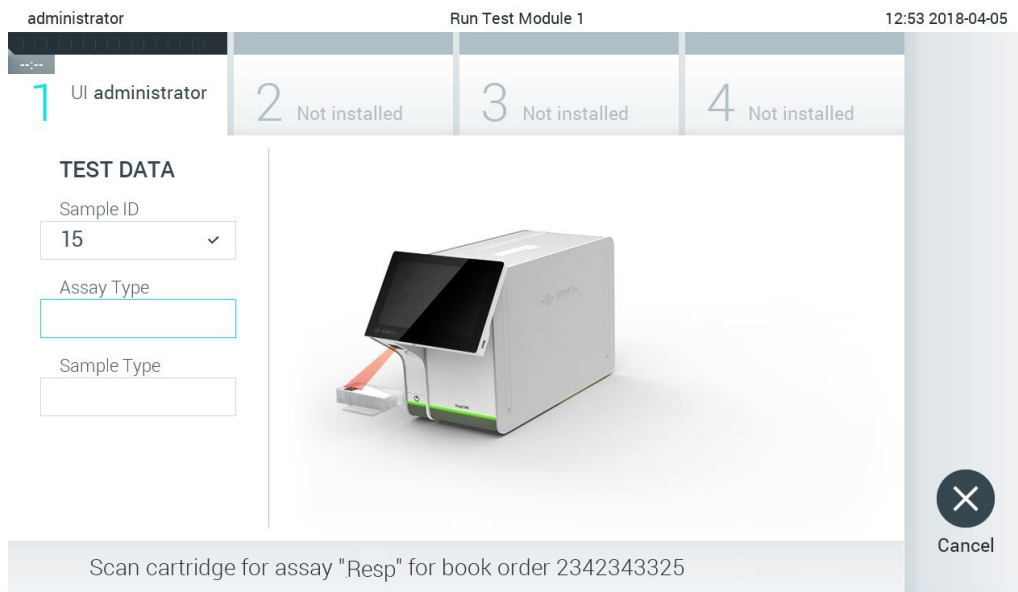 administrator
Run Test Module 1
12:53 2018-04-05
--:--
1 UI administrator
2 Not installed
3 Not installed
4 Not installed
TEST DATA
Sample ID
15
Assay Type
Sample Type
Cancel
Scan cartridge for assay "Resp" for book order 2342343325